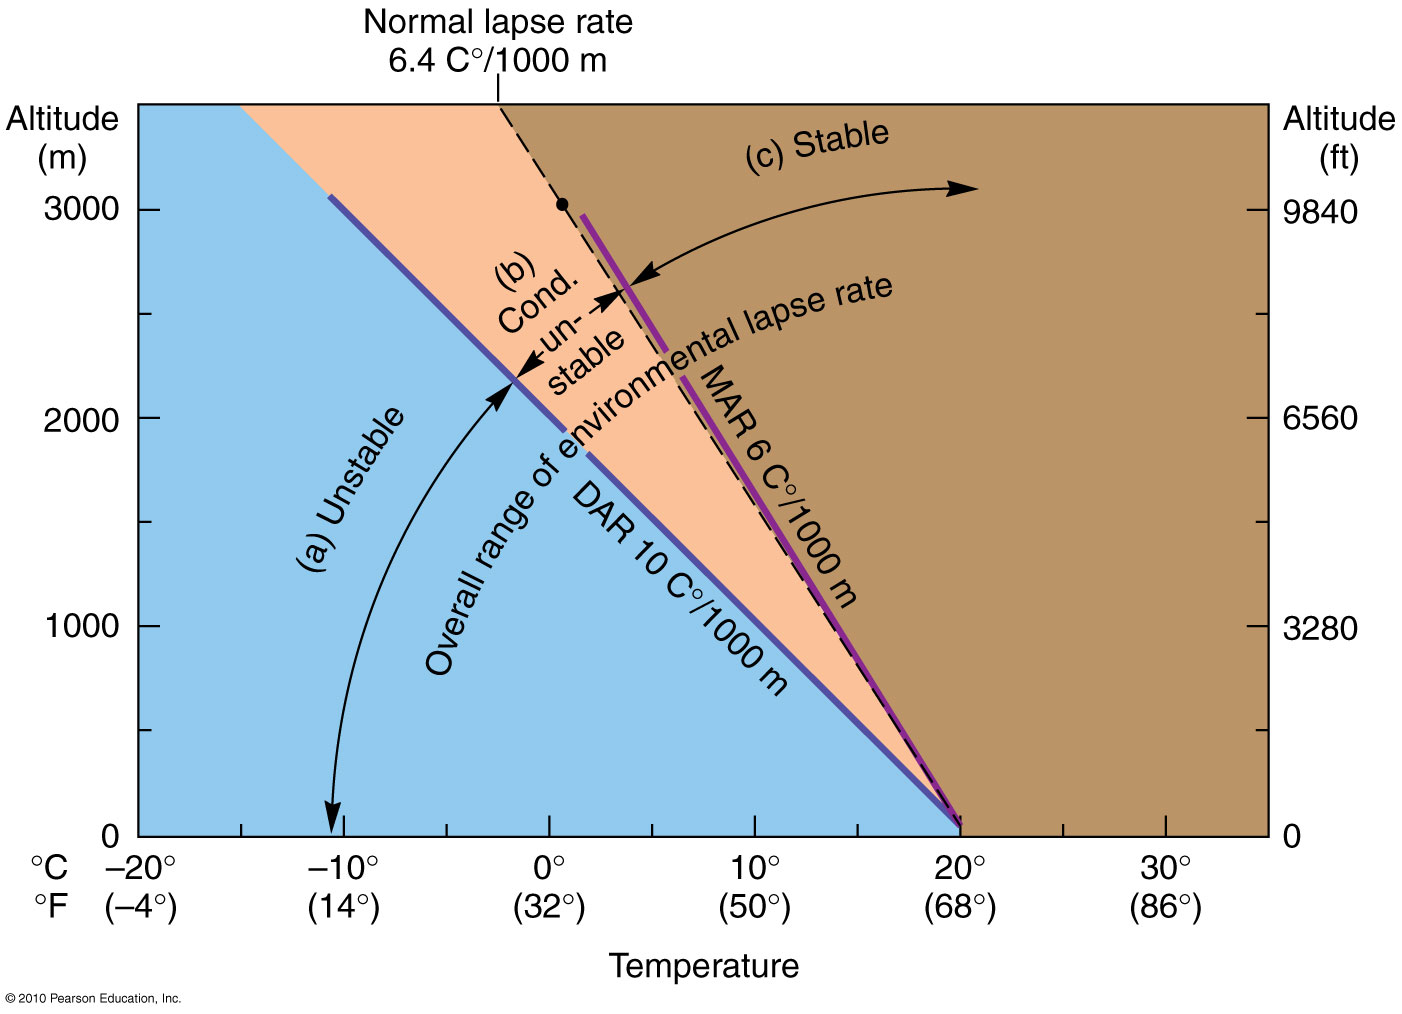 Normal lapse rate
6.4 C°/1000 m
Altitude
(m)
Altitude
(ft)
(c) Stable
3000
9840
(b)
Cond.
-un-
stable
Overall range of environmental lapse rate
MAR 6 C°/1000 m
(a) Unstable
2000
6560
DAR 10 C°/1000 m
1000
3280
0
0
°C –20° –10° 0° 10° 20° 30°
°F (–4°) (14°) (32°) (50°) (68°) (86°)
Temperature
© 2010 Pearson Education, Inc.